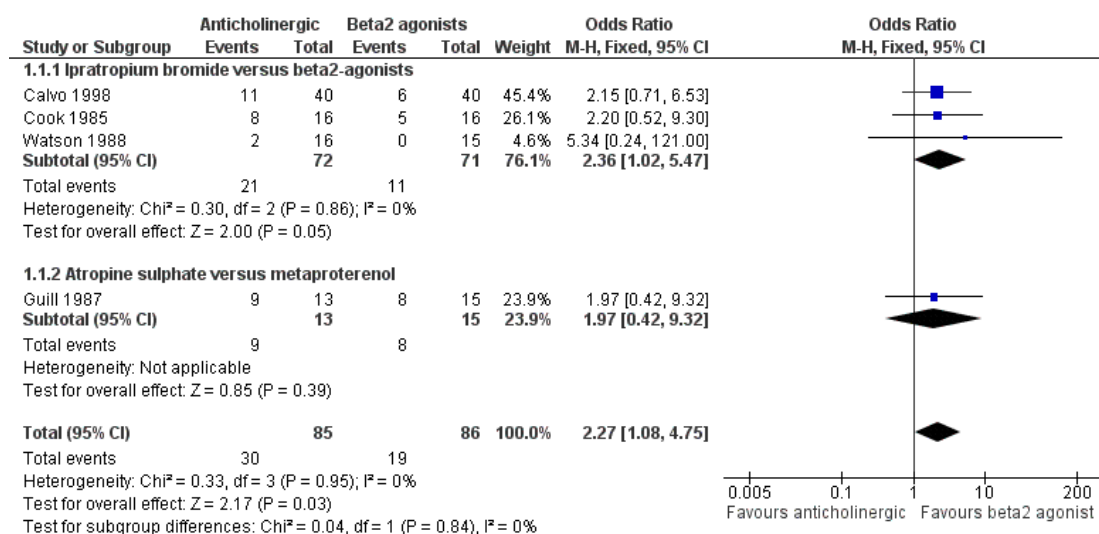 Anticholinergic Beta2 agonists Odds Ratio Odds Ratio
Study or Subgroup Events Total Events Total Weight M-H, Fixed, 95% CI M-H, Fixed, 95% CI
1.1.1 Ipratropium bromide versus beta2-agonists
Calvo 1998 11 40 6 40 45.4% 2.15 [0.71, 6.53]
Cook 1985 8 16 5 16 26.1% 2.20 [0.52, 9.30]
Watson 1988 2 16 0 15 4.6% 5.34 [0.24, 121.00]
Subtotal (95% CI) 72 71 76.1% 2.36 [1.02, 5.47]
Total events 21 11
Heterogeneity: Chi² = 0.30, df = 2 (P = 0.86); I² = 0%
Test for overall effect: Z = 2.00 (P = 0.05)
1.1.2 Atropine sulphate versus metaproterenol
Guill 1987 9 13 8 15 23.9% 1.97 [0.42, 9.32]
Subtotal (95% CI) 13 15 23.9% 1.97 [0.42, 9.32]
Total events 9 8
Heterogeneity: Not applicable
Test for overall effect: Z = 0.85 (P = 0.39)
Total (95% CI) 85 86 100.0% 2.27 [1.08, 4.75]
Total events 30 19
Heterogeneity: Chi² = 0.33, df = 3 (P = 0.95); I² = 0%
Test for overall effect: Z = 2.17 (P = 0.03)
Test for subgroup differences: Chi² = 0.04, df = 1 (P = 0.84), I² = 0%
0.005 0.1 1 10 200
Favours anticholinergic Favours beta2 agonist